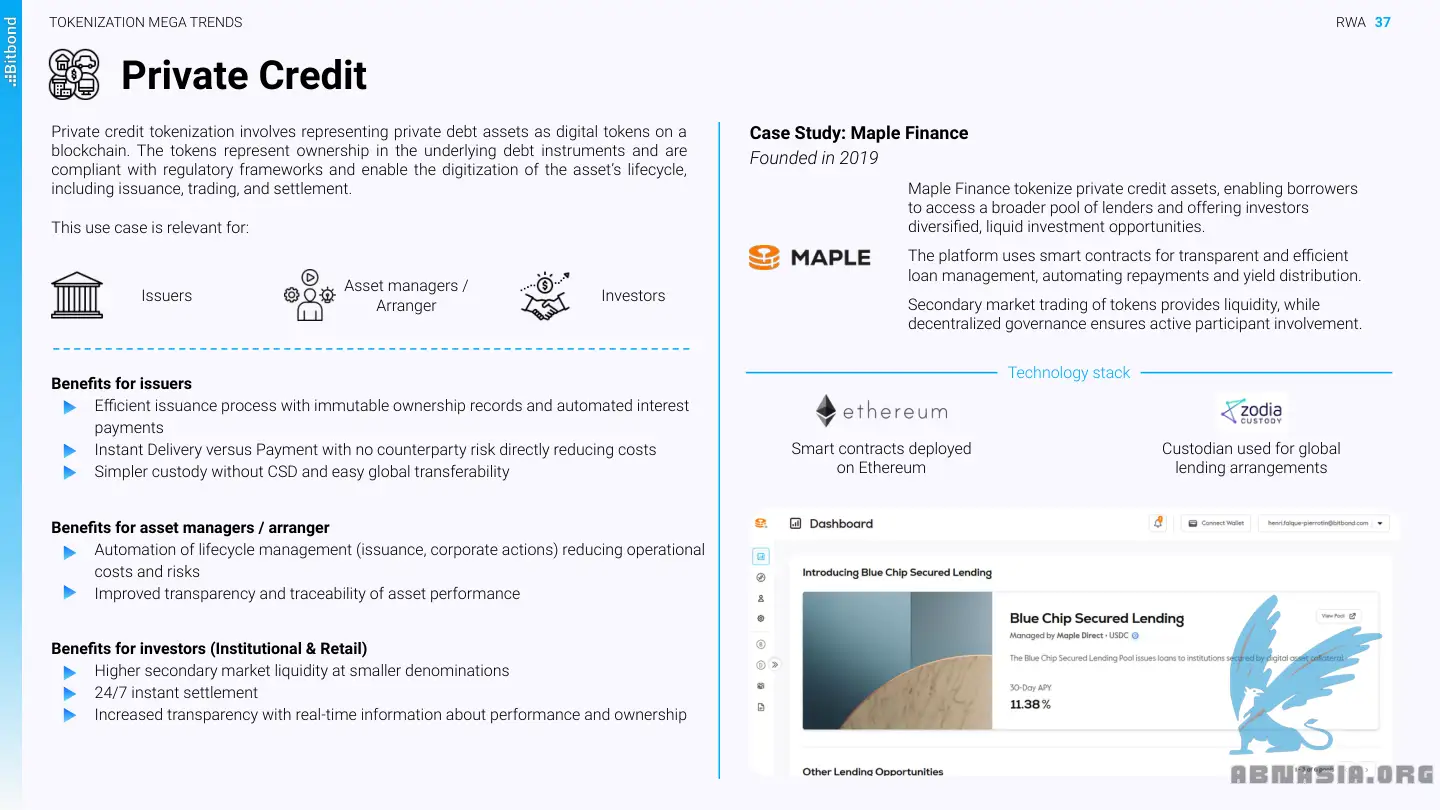 Bitbond
TOKENIZATION MEGA TRENDS
RWA 37
Private Credit
Private credit tokenization involves representing private debt assets as digital tokens on a
blockchain. The tokens represent ownership in the underlying debt instruments and are
compliant with regulatory frameworks and enable the digitization of the asset's lifecycle,
including issuance, trading, and settlement.
This use case is relevant for:
Issuers
Asset managers /
Arranger
Investors
Benefits for issuers
Efficient issuance process with immutable ownership records and automated interest
payments
Instant Delivery versus Payment with no counterparty risk directly reducing costs
Simpler custody without CSD and easy global transferability
Benefits for asset managers / arranger
Automation of lifecycle management (issuance, corporate actions) reducing operational
costs and risks
Improved transparency and traceability of asset performance
Benefits for investors (Institutional & Retail)
Higher secondary market liquidity at smaller denominations
24/7 instant settlement
Increased transparency with real-time information about performance and ownership
Case Study: Maple Finance
Founded in 2019
MAPLE
Maple Finance tokenize private credit assets, enabling borrowers
to access a broader pool of lenders and offering investors
diversified, liquid investment opportunities.
The platform uses smart contracts for transparent and efficient
loan management, automating repayments and yield distribution.
Secondary market trading of tokens provides liquidity, while
decentralized governance ensures active participant involvement.
Technology stack
ethereum
Smart contracts deployed
on Ethereum
zodia
CUSTODY
Custodian used for global
lending arrangements
Dashboard
Connect Wallet
henri.falque-pierrotin@bitbond.com
Introducing Blue Chip Secured Lending
Blue Chip Secured Lending
View Pool
Managed by Maple Direct • USDC
The Blue Chip Secured Lending Pool issues loans to institutions secured by digital asset collateral.
30-Day APY
11.38 %
Other Lending Opportunities
ABNASIA.ORG